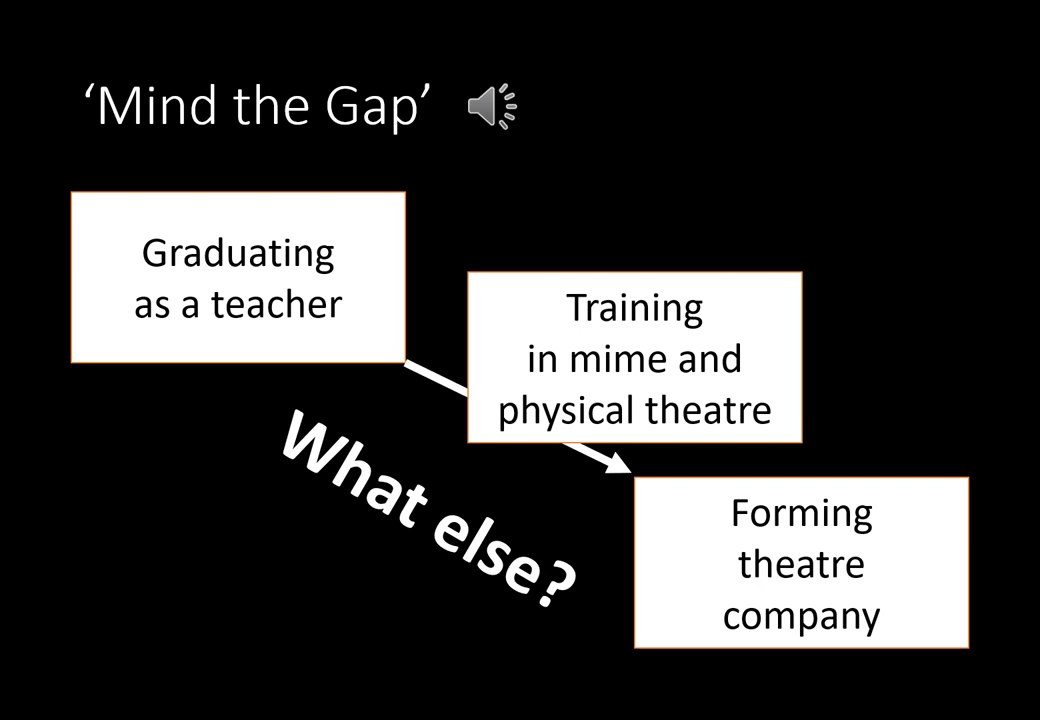 ‘Mind the Gap’
Graduating
as a teacher
Training
in mime and
physical theatre
What else?
Forming
theatre
company